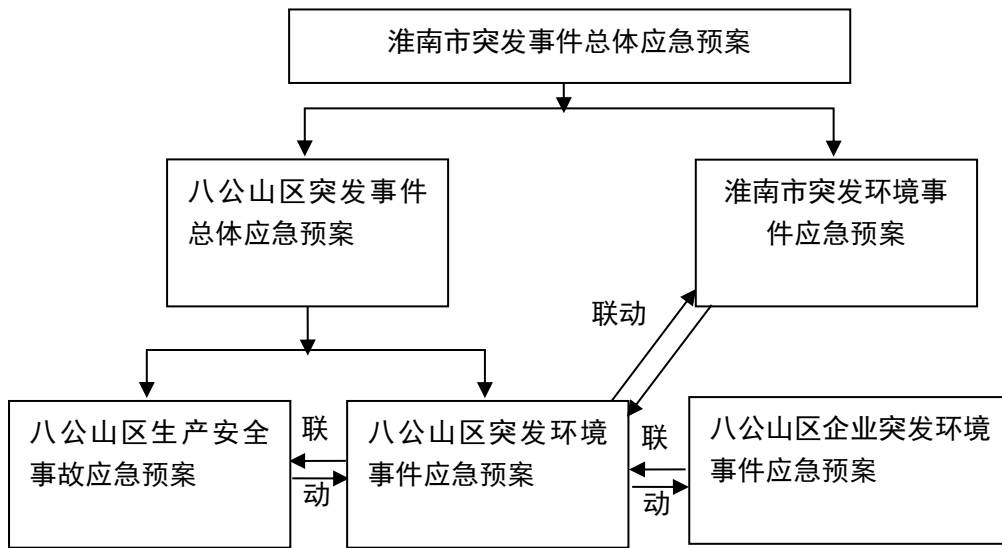 淮南市突发事件总体应急预案
八公山区突发事件
总体应急预案
淮南市突发环境事
件应急预案
联动
八公山区生产安全
事故应急预案
联
动
八公山区突发环境
事件应急预案
联
动
八公山区企业突发环境
事件应急预案